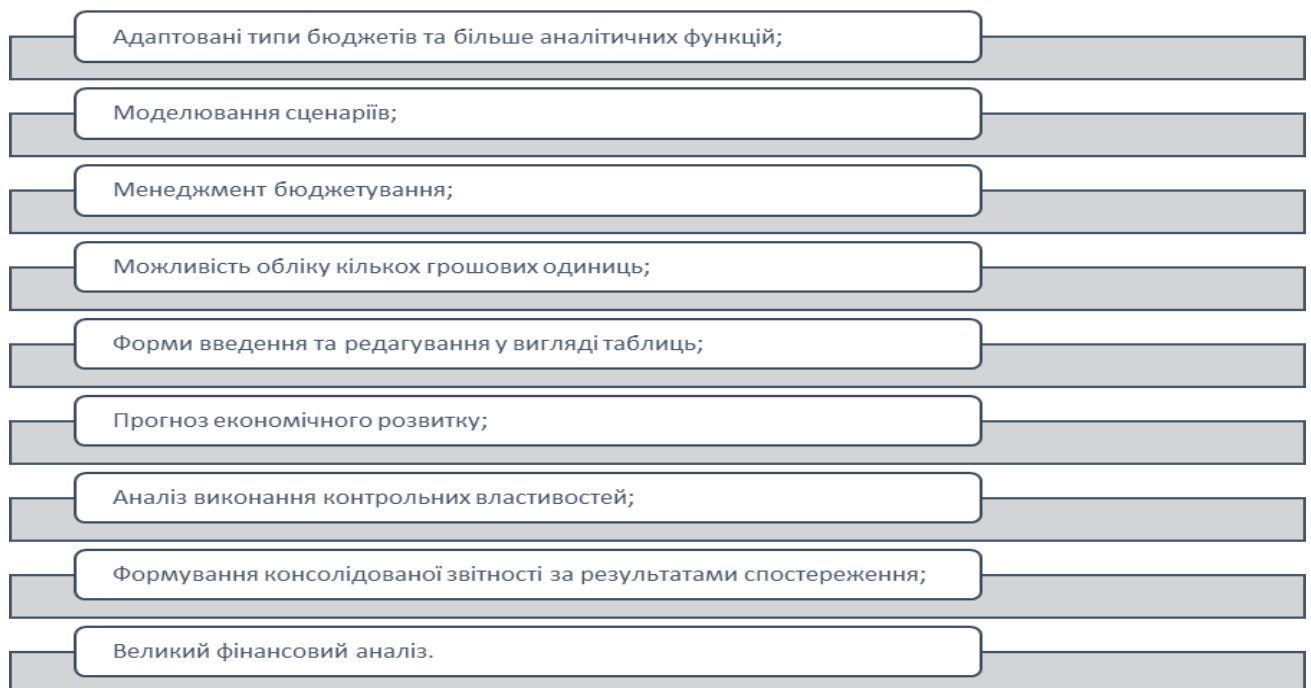 Адаптовані типи бюджетів та більше аналітичних функцій;
Моделювання сценаріїв;
Менеджмент бюджетування;
Можливість обліку кількох грошових одиниць;
Форми введення та редагування у вигляді таблиць;
Прогноз економічного розвитку;
Аналіз виконання контрольних властивостей;
Формування консолідованої звітності за результатами спостереження;
Великий фінансовий аналіз.